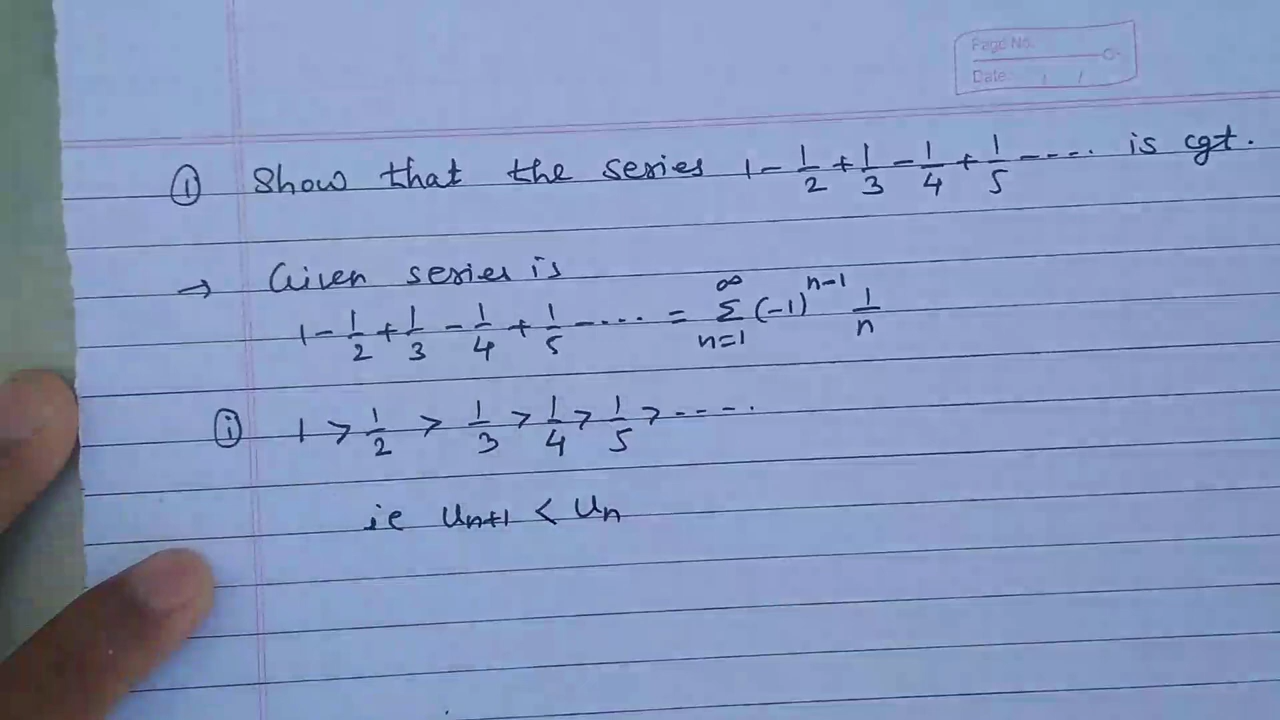 Page No.
Date: / /
① Show that the series 1 - 1/2 + 1/3 - 1/4 + 1/5 - .... is cgt.
→ Given series is
1 - 1/2 + 1/3 - 1/4 + 1/5 - .... = ∞ Σ n=1 (-1)^n-1 1/n
ⓘ 1 > 1/2 > 1/3 > 1/4 > 1/5 > ----.
ie Un+1 < Un